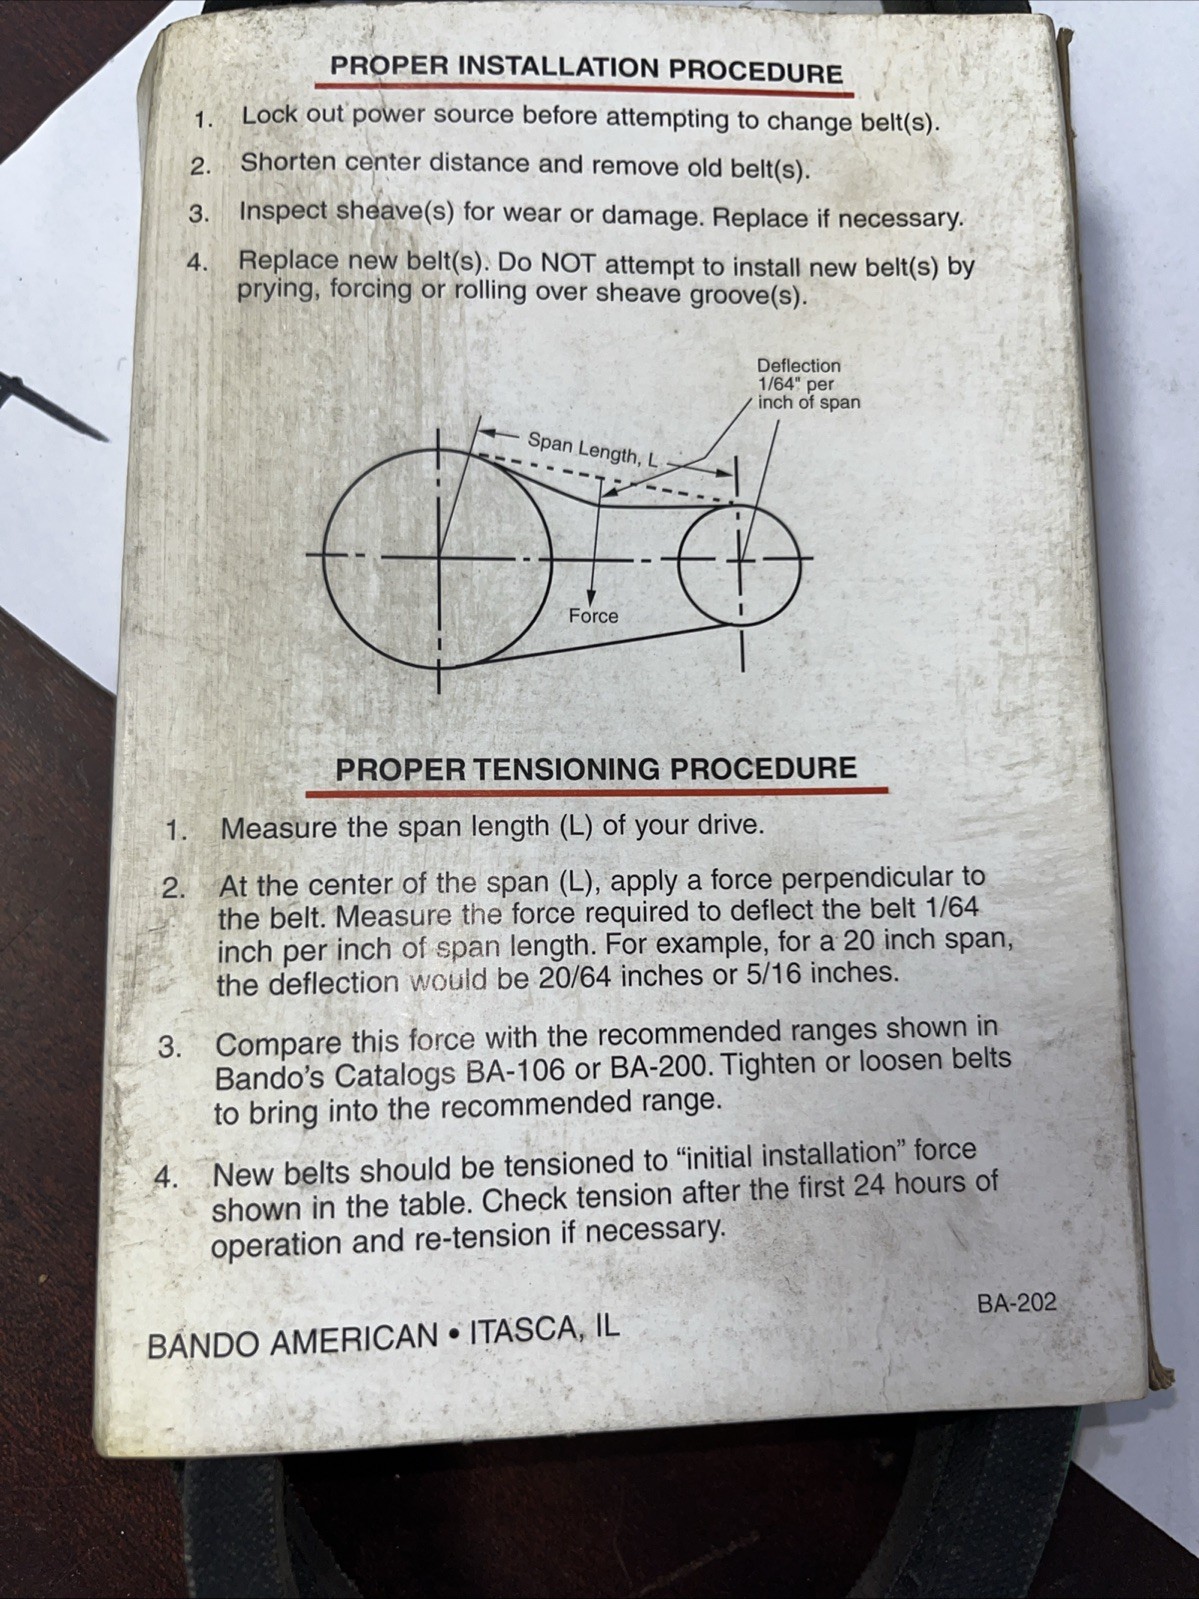 PROPER INSTALLATION PROCEDURE
1. Lock out power source before attempting to change belt(s).
2. Shorten center distance and remove old belt(s).
3. Inspect sheave(s) for wear or damage. Replace if necessary.
4. Replace new belt(s). Do NOT attempt to install new belt(s) by
prying, forcing or rolling over sheave groove(s).
Deflection
1/64" per
inch of span
Span Length, L
Force
PROPER TENSIONING PROCEDURE
1. Measure the span length (L) of your drive.
2. At the center of the span (L), apply a force perpendicular to
the belt. Measure the force required to deflect the belt 1/64
inch per inch of span length. For example, for a 20 inch span,
the deflection would be 20/64 inches or 5/16 inches.
3. Compare this force with the recommended ranges shown in
Bando's Catalogs BA-106 or BA-200. Tighten or loosen belts
to bring into the recommended range.
4. New belts should be tensioned to “initial installation” force
shown in the table. Check tension after the first 24 hours of
operation and re-tension if necessary.
BA-202
BANDO AMERICAN • ITASCA, IL